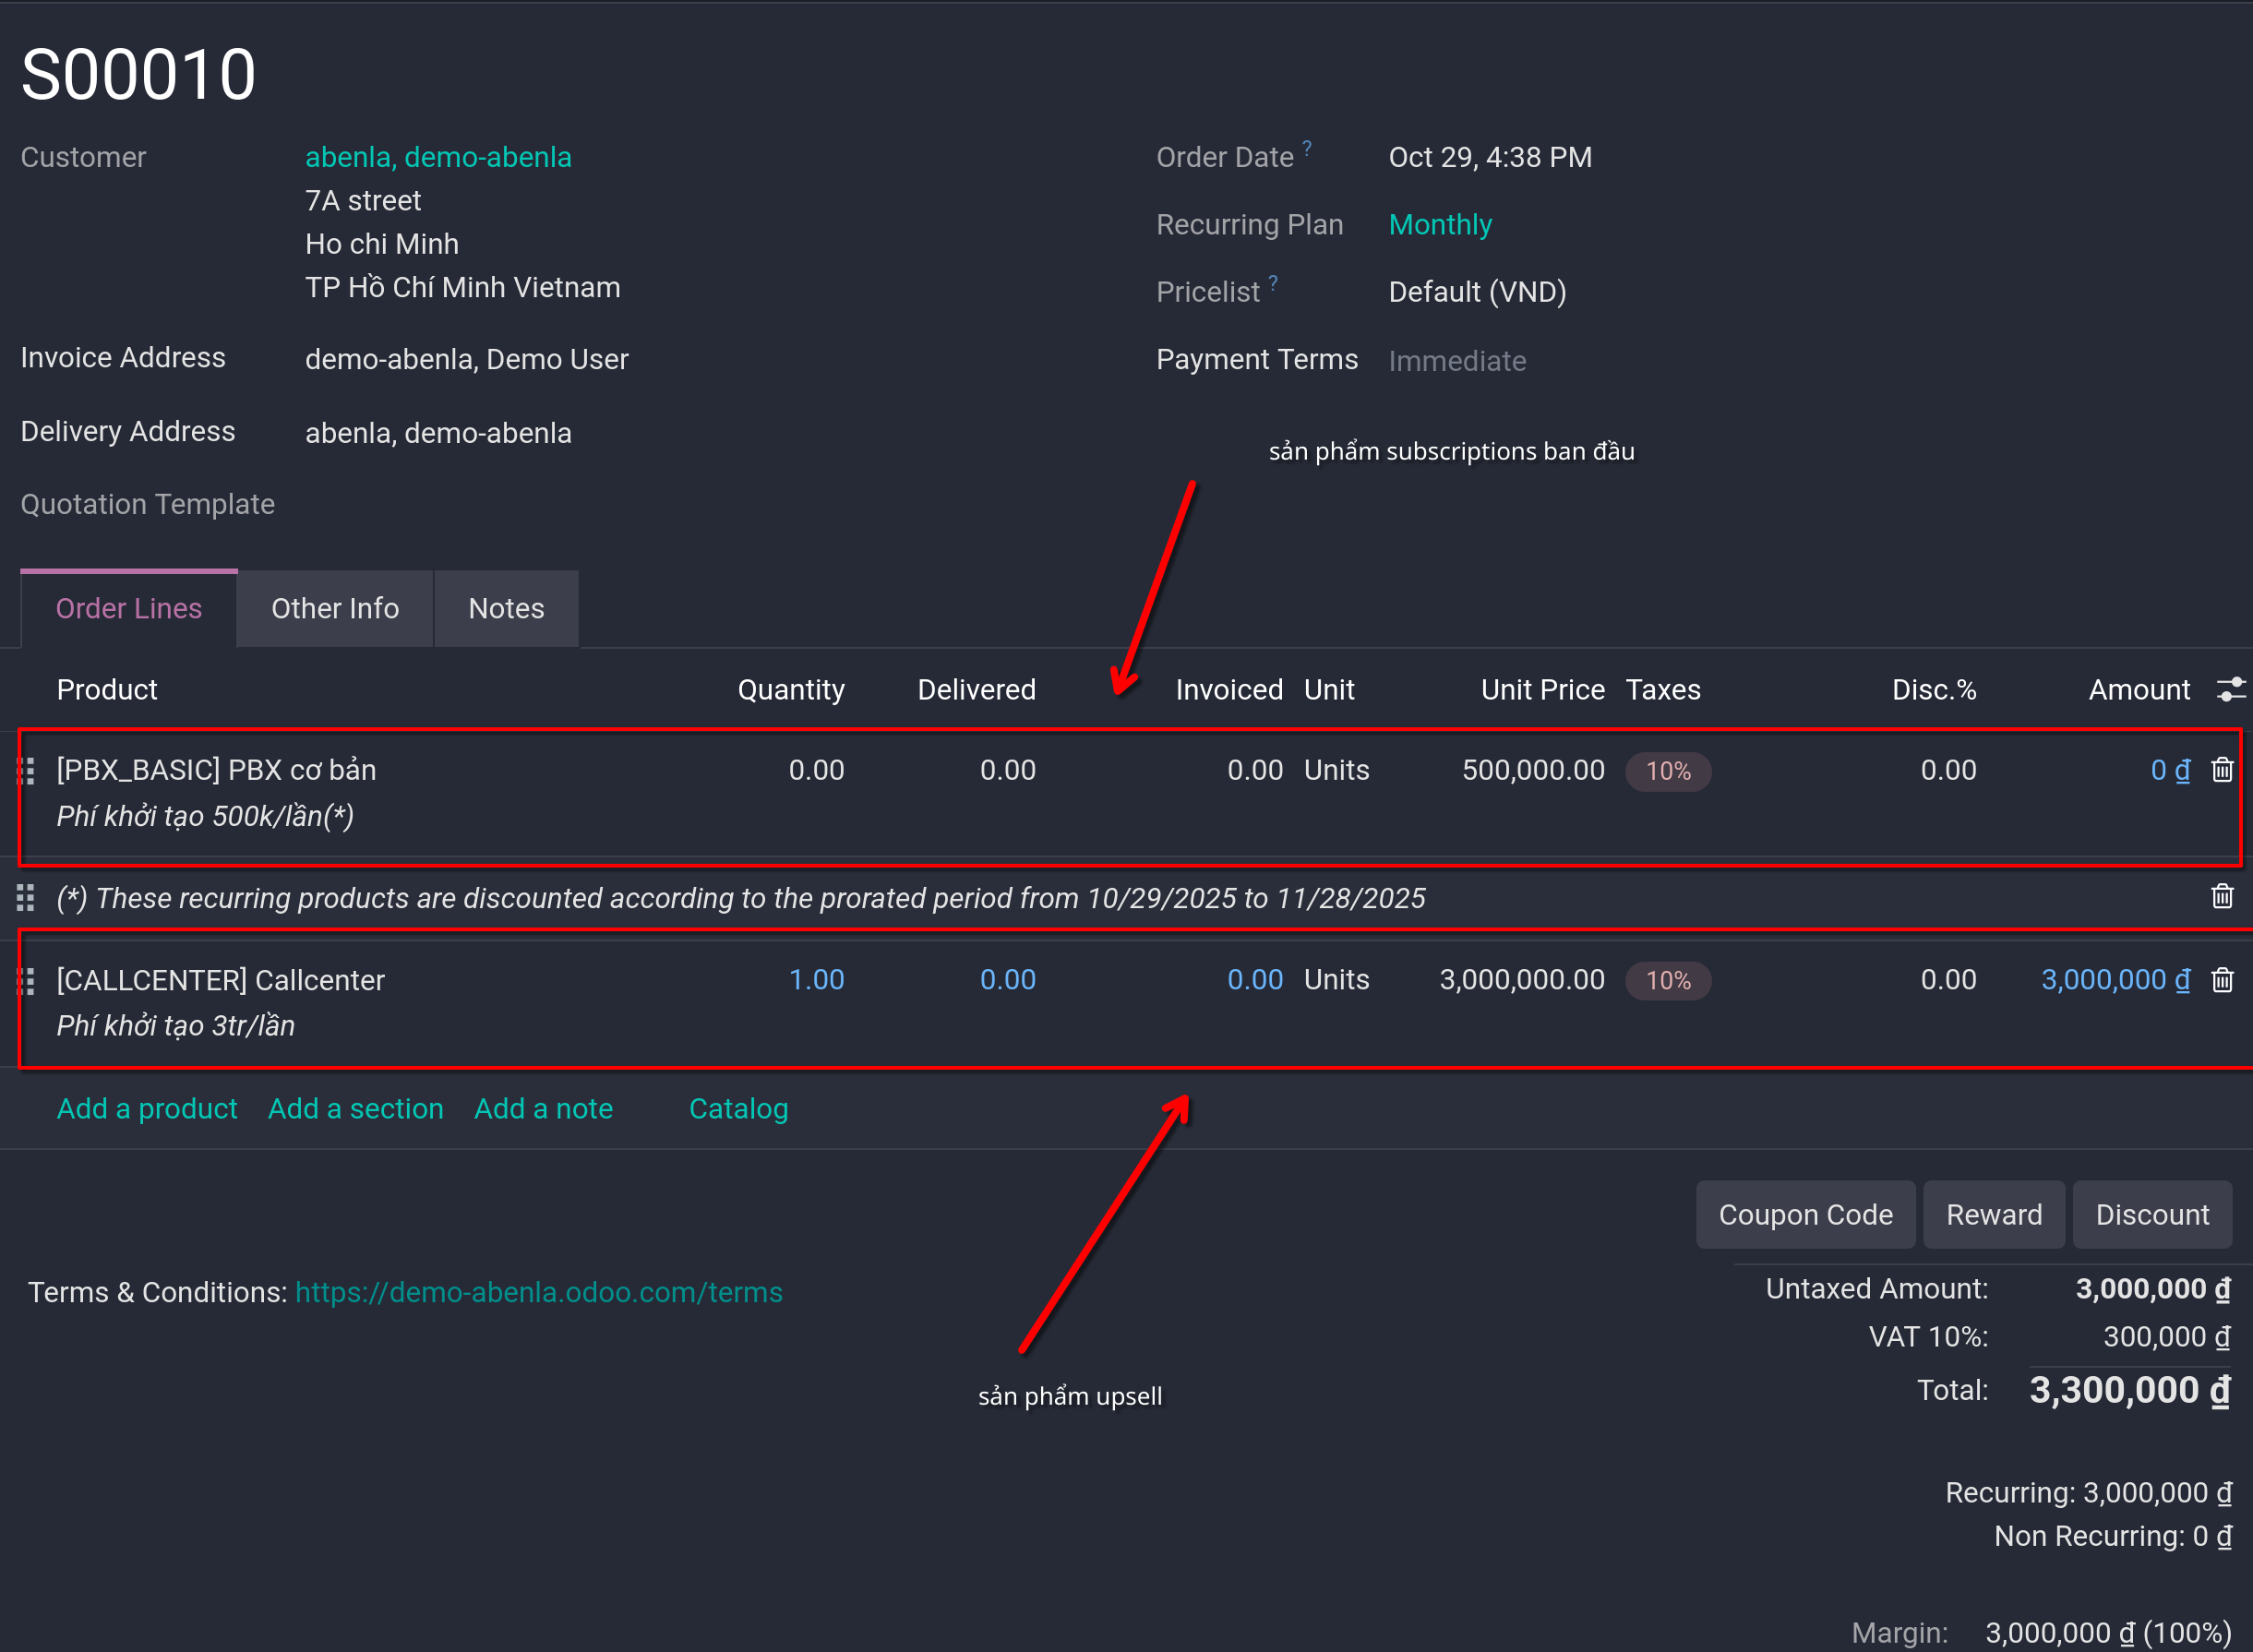 S00010
Customer
abenla, demo-abenla
7A street
Ho chi Minh
TP Hồ Chí Minh Vietnam
Invoice Address
demo-abenla, Demo User
Delivery Address
abenla, demo-abenla
Quotation Template
Order Date ?
Oct 29, 4:38 PM
Recurring Plan
Monthly
Pricelist ?
Default (VND)
Payment Terms
Immediate
sản phẩm subscriptions ban đầu
Order Lines Other Info Notes
Product Quantity Delivered Invoiced Unit Unit Price Taxes Disc.% Amount
[PBX_BASIC] PBX cơ bản 0.00 0.00 0.00 Units 500,000.00 10% 0.00 0 ₫
Phí khởi tạo 500k/lần(*)
(*) These recurring products are discounted according to the prorated period from 10/29/2025 to 11/28/2025
[CALLCENTER] Callcenter 1.00 0.00 0.00 Units 3,000,000.00 10% 0.00 3,000,000 ₫
Phí khởi tạo 3tr/lần
Add a product Add a section Add a note Catalog
Coupon Code Reward Discount
Terms & Conditions: https://demo-abenla.odoo.com/terms
Untaxed Amount: 3,000,000 ₫
VAT 10%: 300,000 ₫
Total: 3,300,000 ₫
sản phẩm upsell
Recurring: 3,000,000 ₫
Non Recurring: 0 ₫
Margin: 3,000,000 ₫ (100%)